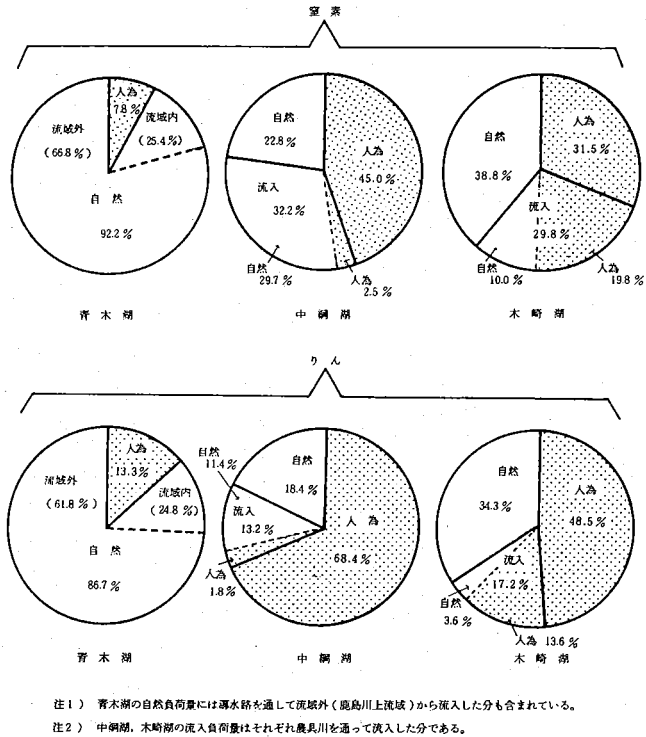 窒素
人為
7.8%
流域外
(66.8%)
流域内
(25.4%)
自然
92.2%
青木湖
自然
22.8%
人為
45.0%
流入
32.2%
自然
29.7%
人為
2.5%
中綱湖
自然
38.8%
人為
31.5%
流入
29.8%
自然
10.0%
人為
19.8%
木崎湖
りん
人為
13.3%
流域外
(61.8%)
流域内
(24.8%)
自然
86.7%
青木湖
自然
11.4%
自然
18.4%
流入
13.2%
人為
68.4%
人為
1.8%
中綱湖
自然
34.3%
人為
48.5%
流入
17.2%
自然
3.6%
人為 13.6%
木崎湖
注1) 青木湖の自然負荷量には導水路を通して流域外(鹿島川上流域)から流入した分も含まれている。
注2) 中綱湖,木崎湖の流入負荷量はそれぞれ農具川を通って流入した分である。